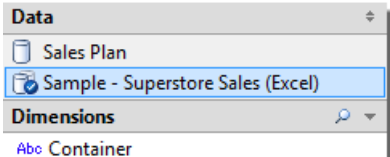 Data
Sales Plan
Sample - Superstore Sales (Excel)
Dimensions
Abc Container